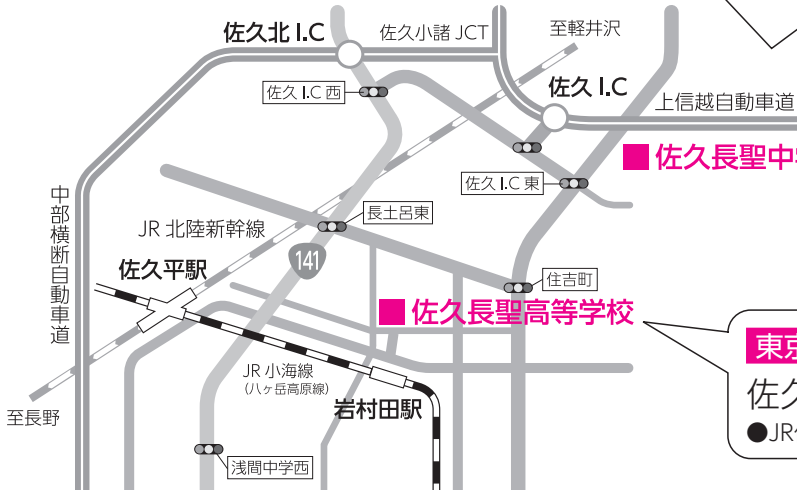 佐久北 I.C
佐久小諸 JCT
至軽井沢
佐久 I.C 西
佐久 I.C
上信越自動車道
■ 佐久長聖中
佐久 I.C 東
中部横断自動車道
長土呂東
JR 北陸新幹線
141
佐久平駅
住吉町
■ 佐久長聖高等学校
東京
佐久
JR 小海線
(八ヶ岳高原線)
●JR
岩村田駅
至長野
浅間中学西